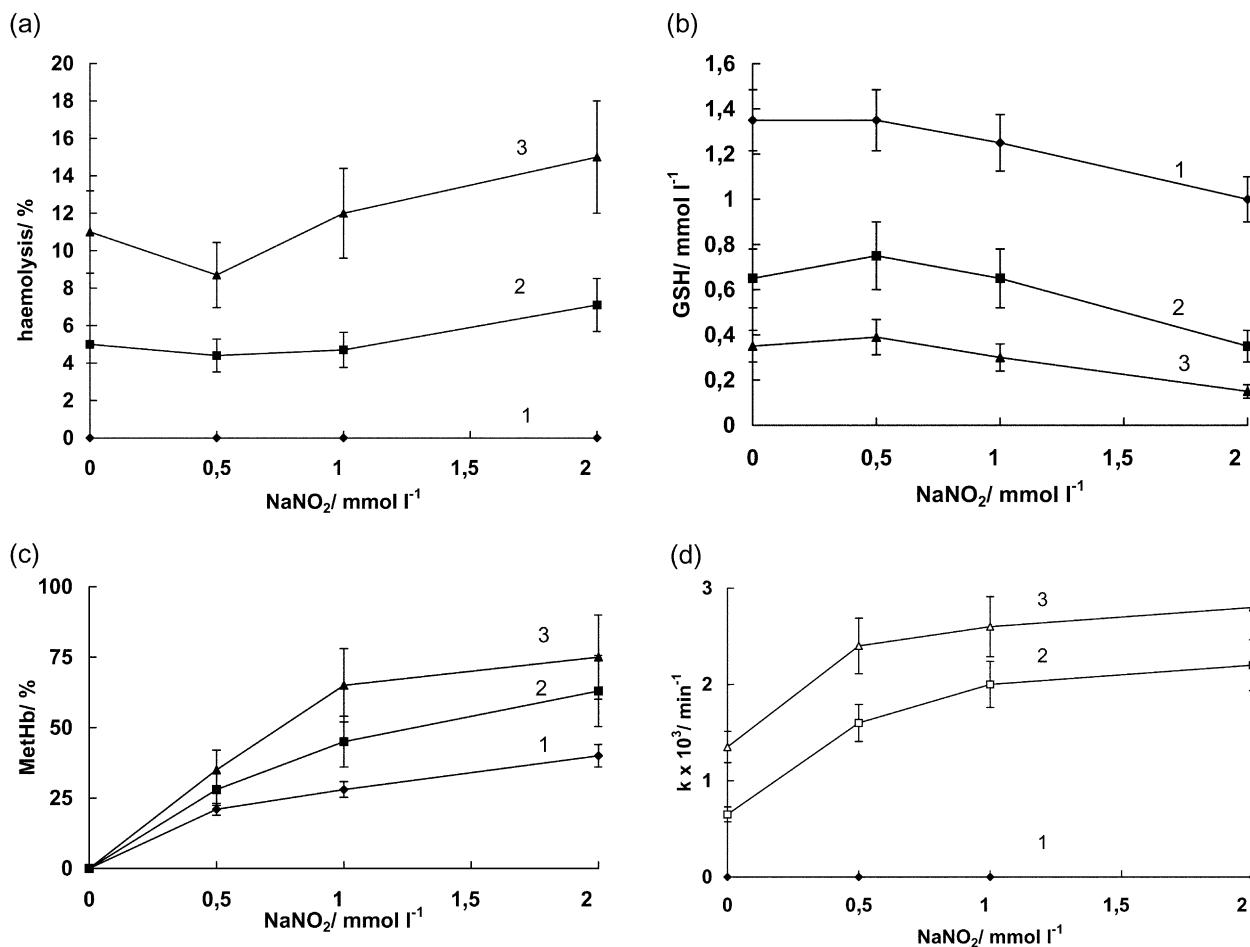 (a)
20
18
16
14
12
10
8
6
4
2
0
haemolysis/ %
3
2
1
0 0,5 1 1,5 2
NaNO₂/ mmol l⁻¹
(b)
1,6
1,4
1,2
1
0,8
0,6
0,4
0,2
0
GSH/ mmol l⁻¹
1
2
3
0 0,5 1 1,5 2
NaNO₂/ mmol l⁻¹
(c)
100
75
50
25
0
MetHb/ %
3
2
1
0 0,5 1 1,5 2
NaNO₂/ mmol l⁻¹
(d)
3
2
1
0
k x 10³/ min⁻¹
3
2
1
0 0,5 1 1,5 2
NaNO₂/ mmol l⁻¹